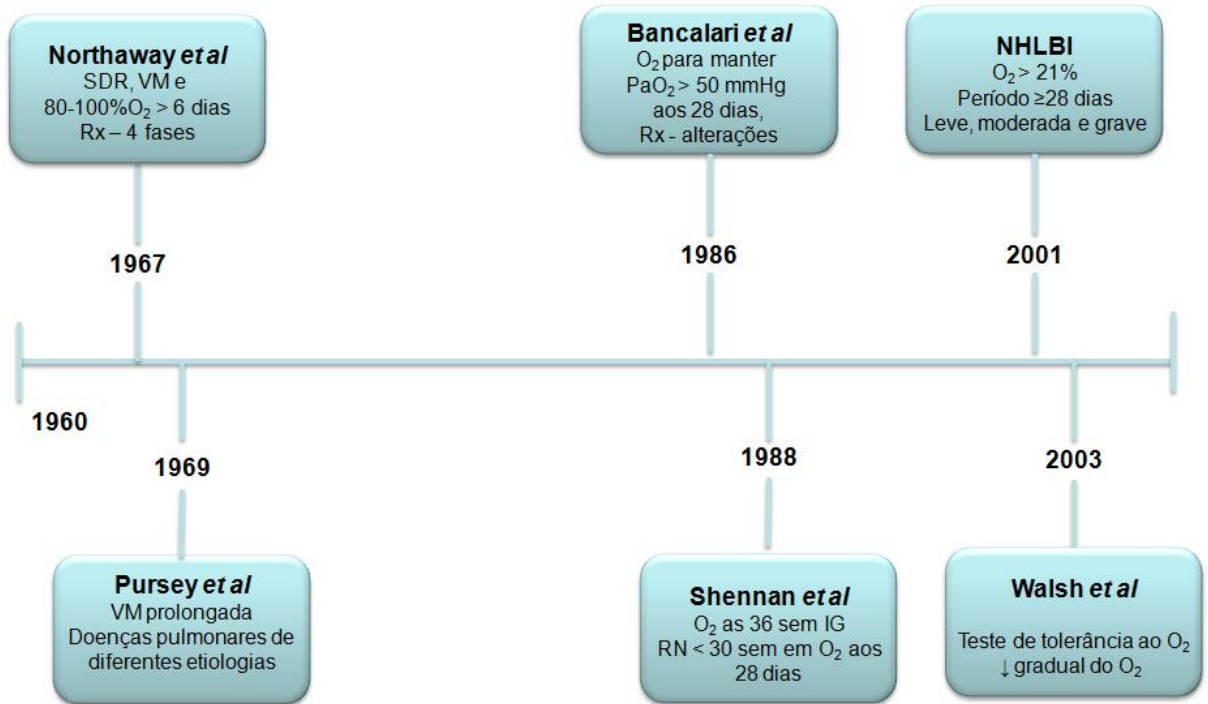 Northaway et al
SDR, VM e
80-100%O₂ > 6 dias
Rx – 4 fases
Bancalari et al
O₂ para manter
PaO₂ > 50 mmHg
aos 28 dias,
Rx - alterações
NHLBI
O₂ > 21%
Período ≥28 dias
Leve, moderada e grave
1967
1986
2001
1960
1969
1988
2003
Pursey et al
VM prolongada
Doenças pulmonares de
diferentes etiologias
Shennan et al
O₂ as 36 sem IG
RN < 30 sem em O₂ aos
28 dias
Walsh et al
Teste de tolerância ao O₂
↓ gradual do O₂